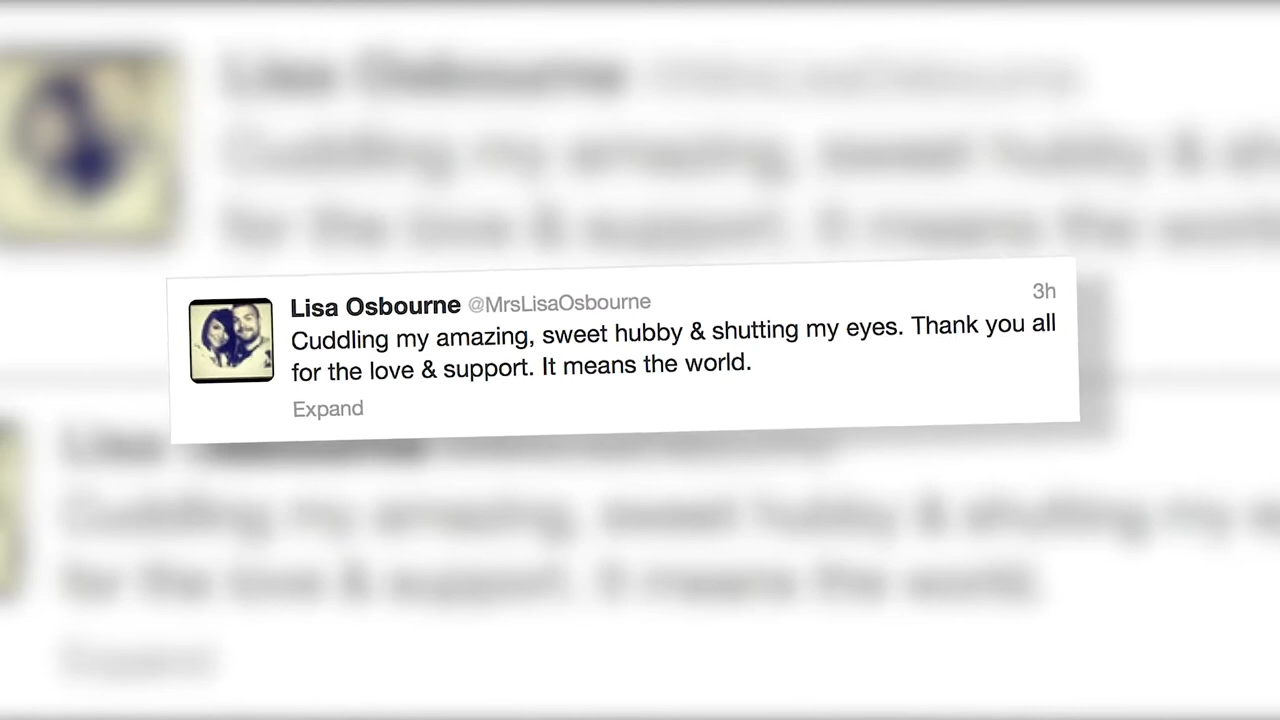 Lisa Osbourne @MrsLisaOsbourne 3h
Cuddling my amazing, sweet hubby & shutting my eyes. Thank you all
for the love & support. It means the world.
Expand